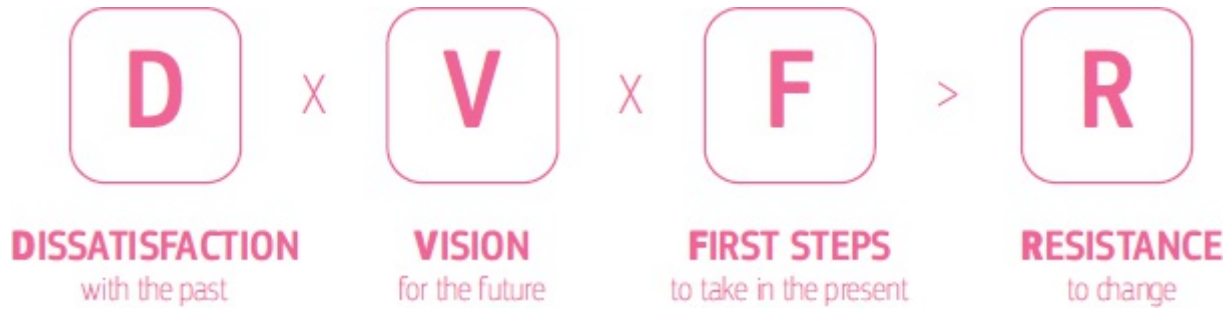 D X V X F > R
DISSATISFACTION VISION FIRST STEPS RESISTANCE
with the past for the future to take in the present to change